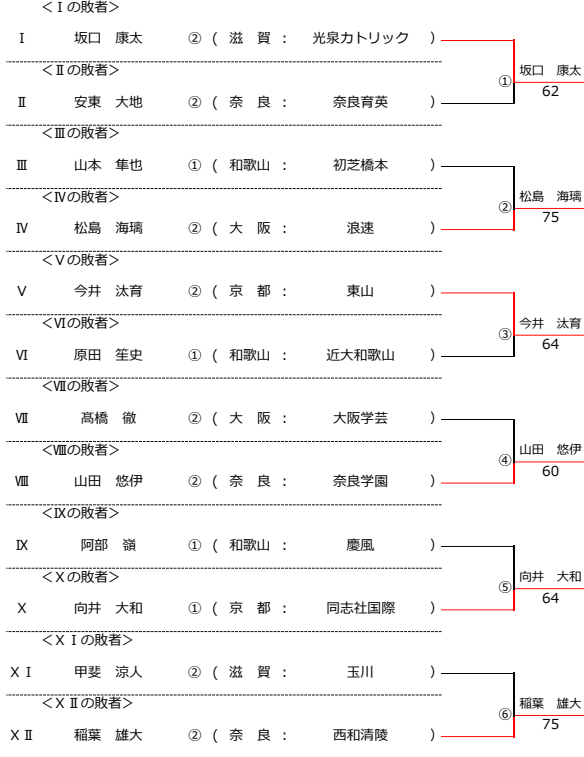 ＜Ⅰの敗者＞
Ⅰ 坂口 康太 ② ( 滋 賀 : 光泉カトリック )
坂口 康太
① 62
＜Ⅱの敗者＞
Ⅱ 安東 大地 ② ( 奈 良 : 奈良育英 )
＜Ⅲの敗者＞
Ⅲ 山本 隼也 ① ( 和歌山 : 初芝橋本 )
松島 海璃
② 75
＜Ⅳの敗者＞
Ⅳ 松島 海璃 ② ( 大 阪 : 浪速 )
＜Ⅴの敗者＞
Ⅴ 今井 汰育 ② ( 京 都 : 東山 )
今井 汰育
③ 64
＜Ⅵの敗者＞
Ⅵ 原田 笙史 ① ( 和歌山 : 近大和歌山 )
＜Ⅶの敗者＞
Ⅶ 髙橋 徹 ② ( 大 阪 : 大阪学芸 )
山田 悠伊
④ 60
＜Ⅷの敗者＞
Ⅷ 山田 悠伊 ② ( 奈 良 : 奈良学園 )
＜Ⅸの敗者＞
Ⅸ 阿部 嶺 ① ( 和歌山 : 慶風 )
向井 大和
⑤ 64
＜Ⅹの敗者＞
Ⅹ 向井 大和 ① ( 京 都 : 同志社国際 )
＜ⅩⅠの敗者＞
ⅩⅠ 甲斐 涼人 ② ( 滋 賀 : 玉川 )
稲葉 雄大
⑥ 75
＜ⅩⅡの敗者＞
ⅩⅡ 稲葉 雄大 ② ( 奈 良 : 西和清陵 )